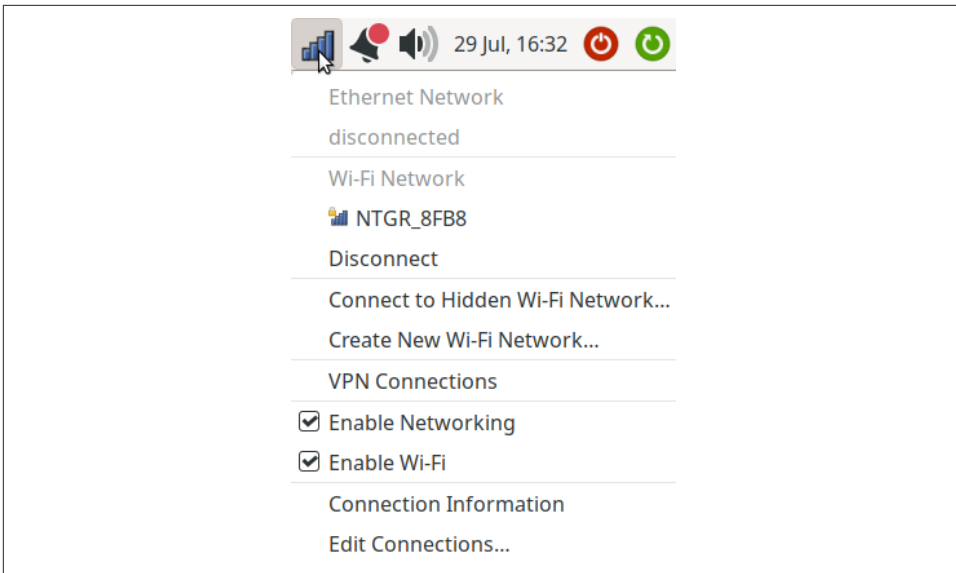 29 Jul, 16:32
Ethernet Network
disconnected
Wi-Fi Network
NTGR_8FB8
Disconnect
Connect to Hidden Wi-Fi Network...
Create New Wi-Fi Network...
VPN Connections
Enable Networking
Enable Wi-Fi
Connection Information
Edit Connections...